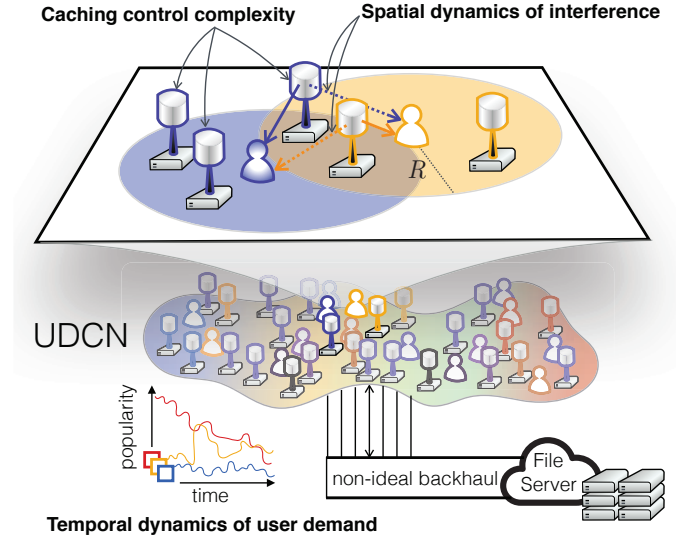 Caching control complexity
Spatial dynamics of interference
R
UDCN
popularity
time
non-ideal backhaul
File
Server
Temporal dynamics of user demand